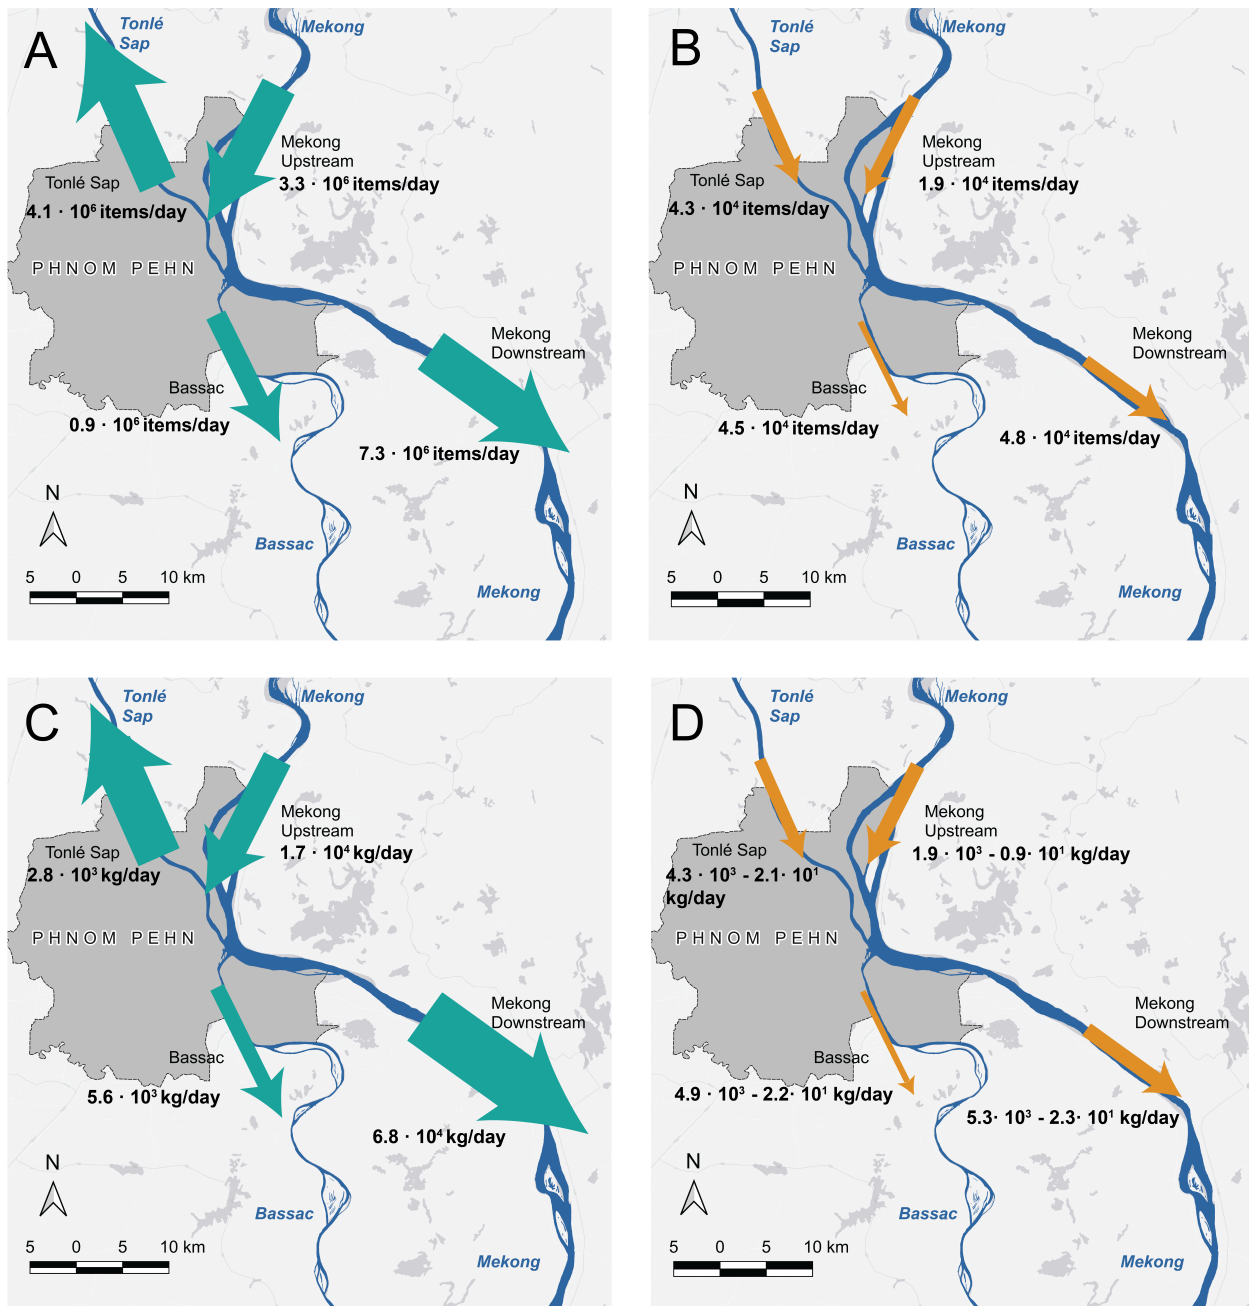 A
Tonlé
Sap
Mekong
Mekong
Upstream
3.3 · 10⁶ items/day
Tonlé Sap
4.1 · 10⁶ items/day
PHNOM PEHN
Mekong
Downstream
Bassac
0.9 · 10⁶ items/day
7.3 · 10⁶ items/day
N
Bassac
5 0 5 10 km
Mekong
B
Tonlé
Sap
Mekong
Mekong
Upstream
1.9 · 10⁴ items/day
Tonlé Sap
4.3 · 10⁴ items/day
PHNOM PEHN
Mekong
Downstream
Bassac
4.5 · 10⁴ items/day
4.8 · 10⁴ items/day
N
Bassac
5 0 5 10 km
Mekong
C
Tonlé
Sap
Mekong
Mekong
Upstream
1.7 · 10⁴ kg/day
Tonlé Sap
2.8 · 10³ kg/day
PHNOM PEHN
Mekong
Downstream
Bassac
5.6 · 10³ kg/day
6.8 · 10⁴ kg/day
N
Bassac
5 0 5 10 km
Mekong
D
Tonlé
Sap
Mekong
Mekong
Upstream
1.9 · 10³ - 0.9· 10¹ kg/day
Tonlé Sap
4.3 · 10³ - 2.1· 10¹
kg/day
PHNOM PEHN
Mekong
Downstream
Bassac
4.9 · 10³ - 2.2· 10¹ kg/day
5.3· 10³ - 2.3· 10¹ kg/day
N
Bassac
5 0 5 10 km
Mekong